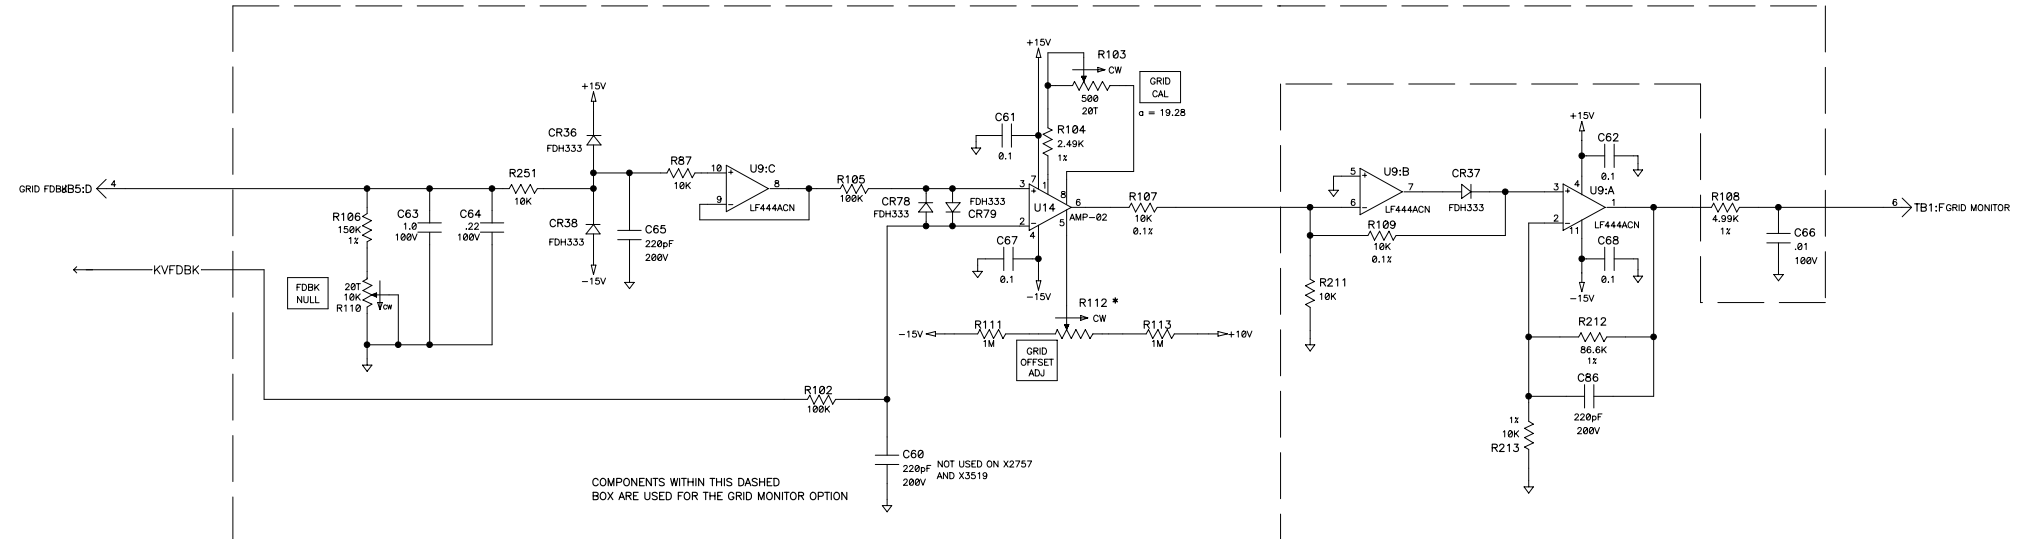 GRID FDBK
JB5:D
4
KVFDBK
R106
150K
1%
C63
1.0
100V
C64
.22
100V
FDBK
NULL
20T
10K
R110
CW
R251
10K
+15V
CR36
FDH333
CR38
FDH333
-15V
C65
220pF
200V
R87
10K
10
9
U9:C
8
LF444ACN
R105
100K
CR78
FDH333
FDH333
CR79
C61
0.1
+15V
R103
CW
500
20T
GRID
CAL
a = 19.28
R104
2.49K
1%
3
2
7
1
8
U14
6
5
4
AMP-02
C67
0.1
-15V
R107
10K
0.1%
R112 *
CW
-15V
R111
1M
R113
1M
+10V
GRID
OFFSET
ADJ
R102
100K
C60
220pF
200V
NOT USED ON X2757
AND X3519
COMPONENTS WITHIN THIS DASHED
BOX ARE USED FOR THE GRID MONITOR OPTION
5
6
U9:B
7
LF444ACN
CR37
FDH333
R109
10K
0.1%
R211
10K
+15V
C62
0.1
3
2
4
U9:A
1
11
LF444ACN
C68
0.1
-15V
R212
86.6K
1%
C86
220pF
200V
1%
10K
R213
R108
4.99K
1%
C66
.01
100V
6
TB1:F
GRID MONITOR